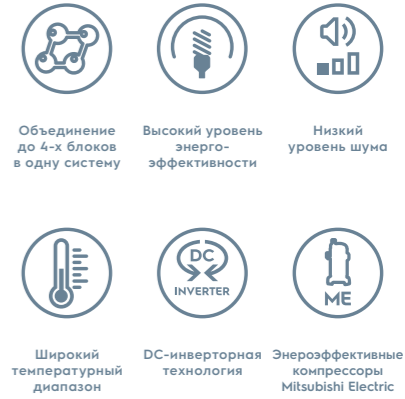 Объединение
до 4-х блоков
в одну систему
Высокий уровень
энерго-
эффективности
Низкий
уровень шума
DC
INVERTER
ME
Широкий
температурный
диапазон
DC-инверторная
технология
Энероэффективные
компрессоры
Mitsubishi Electric